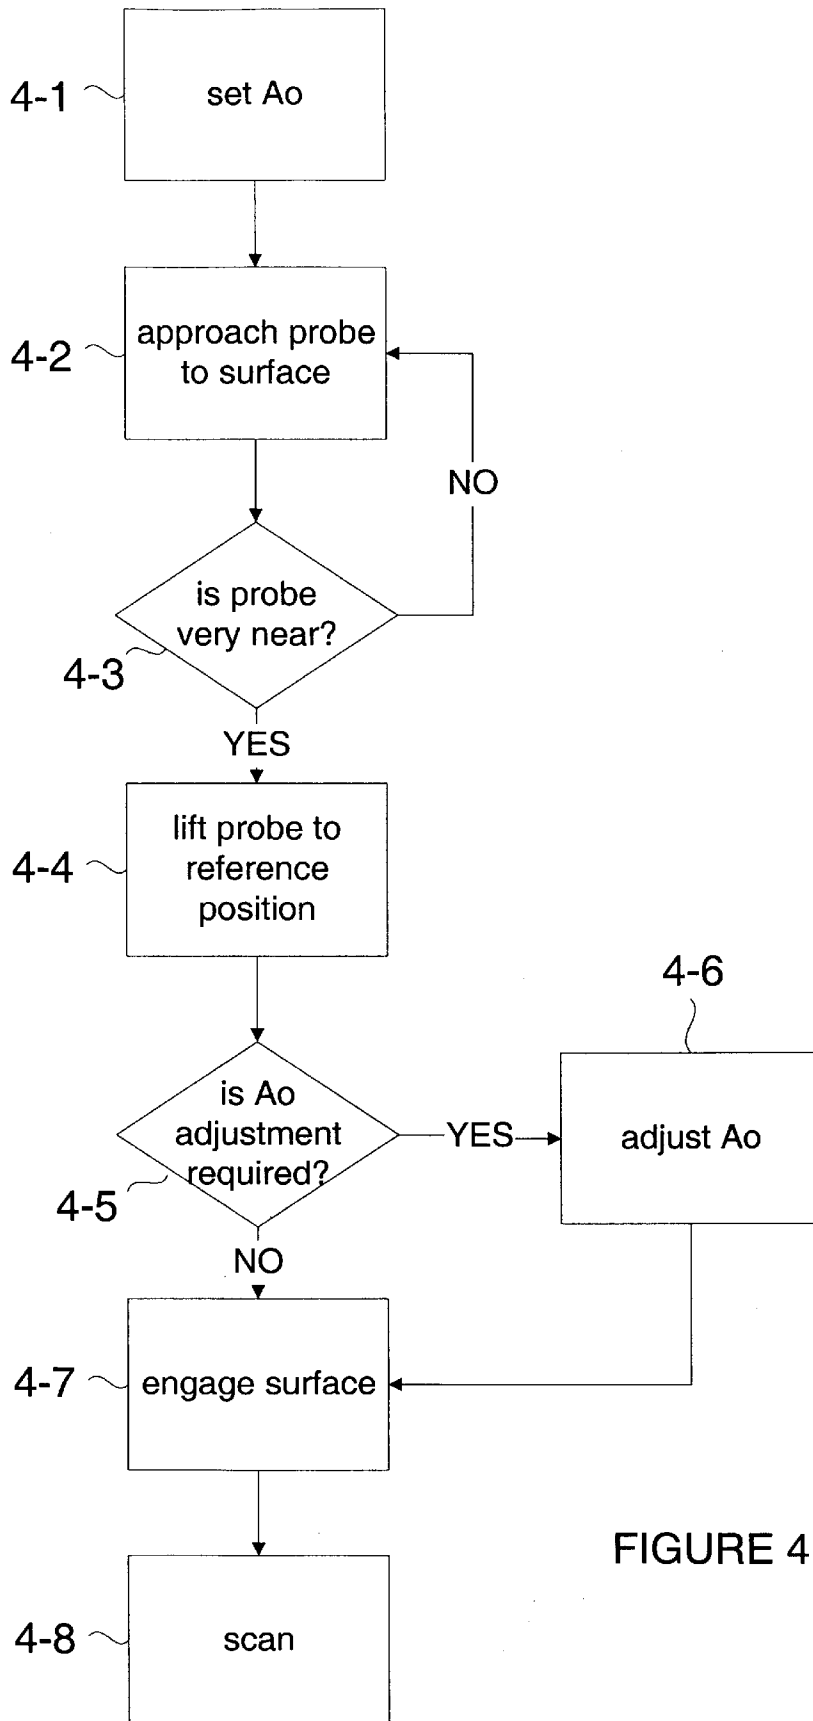 4-1
set Ao
4-2
approach probe
to surface
NO
is probe
very near?
4-3
YES
4-4
lift probe to
reference
position
4-6
is Ao
adjustment
required?
YES
adjust Ao
4-5
NO
4-7
engage surface
FIGURE 4
4-8
scan